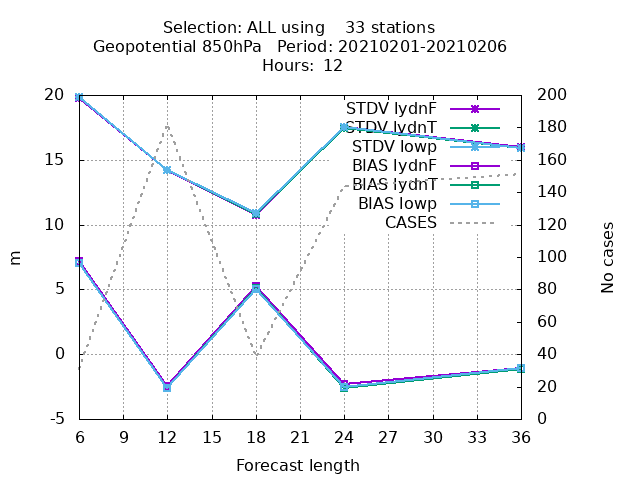 Selection: ALL using    33 stations
Geopotential 850hPa   Period: 20210201-20210206
Hours:  12
20
15
10
5
0
-5
m
200
180
160
140
120
100
80
60
40
20
0
No cases
STDV lydnF
STDV lydnT
STDV lowp
BIAS lydnF
BIAS lydnT
BIAS lowp
CASES
6 9 12 15 18 21 24 27 30 33 36
Forecast length